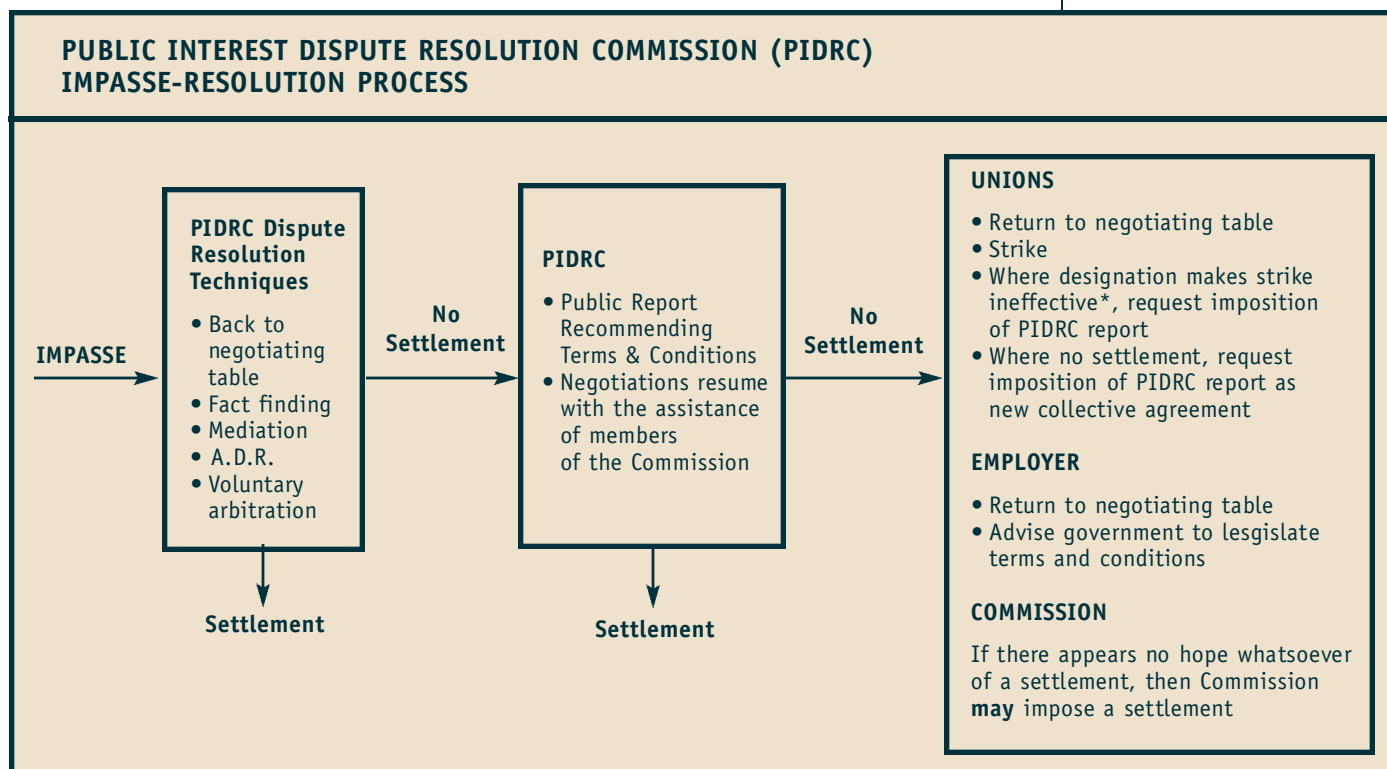 PUBLIC INTEREST DISPUTE RESOLUTION COMMISSION (PIDRC)
IMPASSE-RESOLUTION PROCESS
IMPASSE
PIDRC Dispute
Resolution
Techniques
• Back to
negotiating
table
• Fact finding
• Mediation
• A.D.R.
• Voluntary
arbitration
Settlement
No
Settlement
PIDRC
• Public Report
Recommending
Terms & Conditions
• Negotiations resume
with the assistance
of members
of the Commission
Settlement
No
Settlement
UNIONS
• Return to negotiating table
• Strike
• Where designation makes strike
ineffective*, request imposition
of PIDRC report
• Where no settlement, request
imposition of PIDRC report as
new collective agreement
EMPLOYER
• Return to negotiating table
• Advise government to lesgislate
terms and conditions
COMMISSION
If there appears no hope whatsoever
of a settlement, then Commission
may impose a settlement